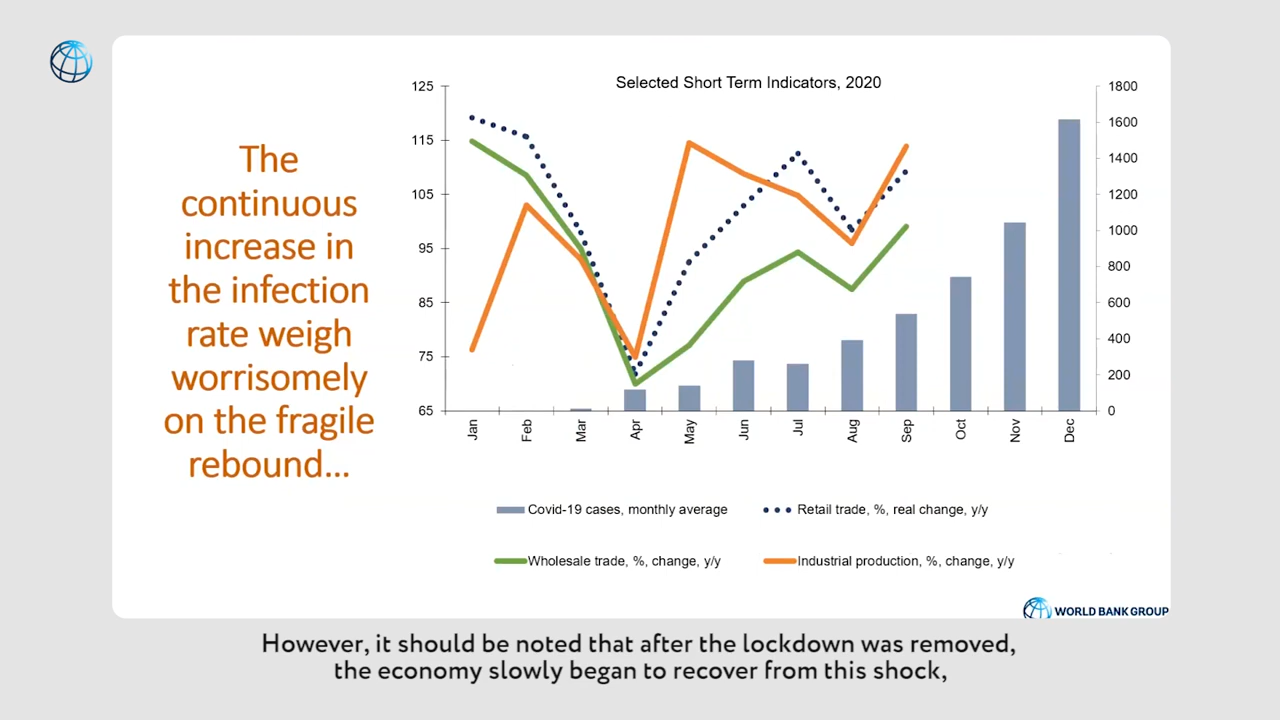 The
continuous
increase in
the infection
rate weigh
worrisomely
on the fragile
rebound...
Selected Short Term Indicators, 2020
125
115
105
95
85
75
65
1800
1600
1400
1200
1000
800
600
400
200
0
Jan
Feb
Mar
Apr
May
Jun
Jul
Aug
Sep
Oct
Nov
Dec
Covid-19 cases, monthly average
Retail trade, %, real change, y/y
Wholesale trade, %, change, y/y
Industrial production, %, change, y/y
WORLD BANK GROUP
However, it should be noted that after the lockdown was removed,
the economy slowly began to recover from this shock,